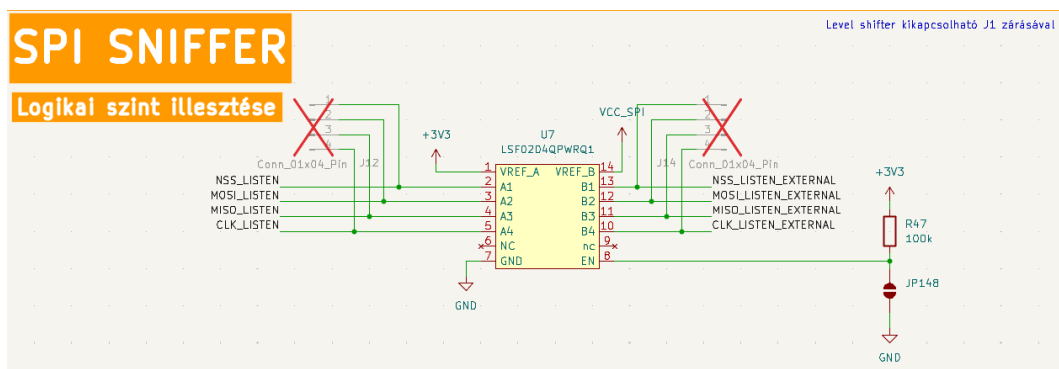 SPI SNIFFER
Level shifter kikapcsolható J1 zárásával
Logikai szint illesztése
1
2
3
4
J12
Conn_01x04_Pin
+3V3
U7
LSF0204QPWRQ1
VCC_SPI
1
2
3
4
J14
Conn_01x04_Pin
1 VREF_A VREF_B 14
NSS_LISTEN 2 A1 B1 13 NSS_LISTEN_EXTERNAL
MOSI_LISTEN 3 A2 B2 12 MOSI_LISTEN_EXTERNAL
MISO_LISTEN 4 A3 B3 11 MISO_LISTEN_EXTERNAL
CLK_LISTEN 5 A4 B4 10 CLK_LISTEN_EXTERNAL
6 NC nc 9
7 GND EN 8
GND
+3V3
R47
100k
JP148
GND